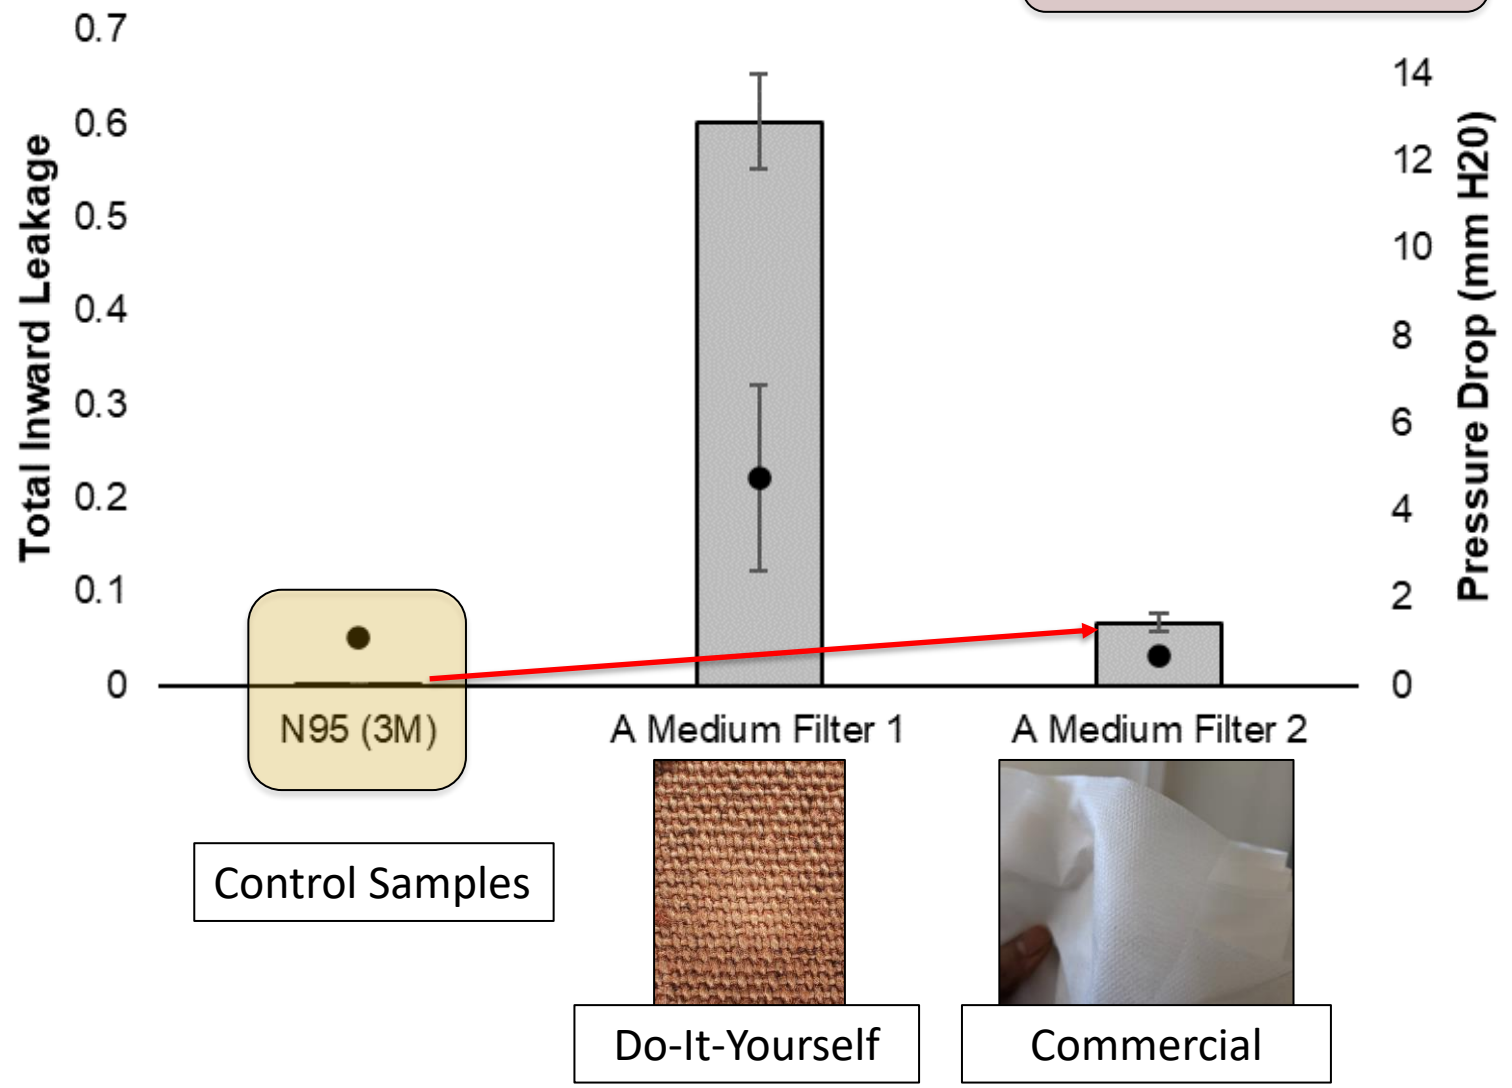 0.7
0.6
0.5
0.4
0.3
0.2
0.1
0
Total Inward Leakage
14
12
10
8
6
4
2
0
Pressure Drop (mm H20)
N95 (3M)
A Medium Filter 1
A Medium Filter 2
Control Samples
Do-It-Yourself
Commercial